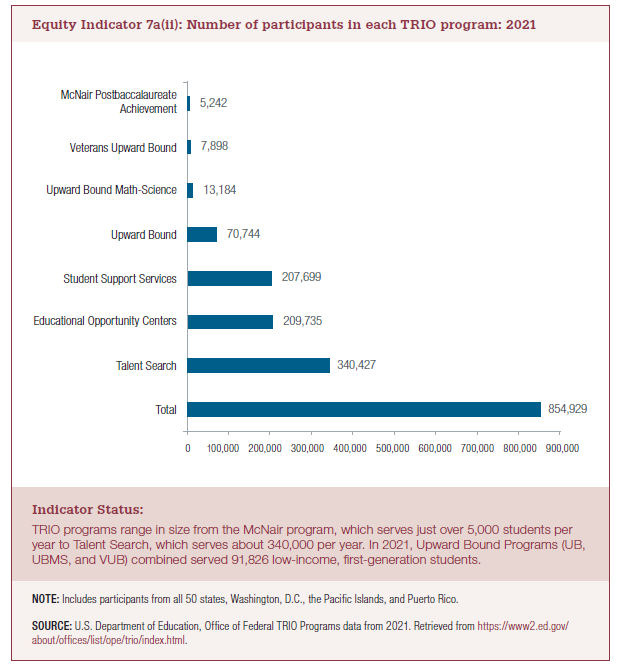 Equity Indicator 7a(ii): Number of participants in each TRIO program: 2021
McNair Postbaccalaureate
Achievement
5,242
Veterans Upward Bound
7,898
Upward Bound Math-Science
13,184
Upward Bound
70,744
Student Support Services
207,699
Educational Opportunity Centers
209,735
Talent Search
340,427
Total
854,929
0 100,000 200,000 300,000 400,000 500,000 600,000 700,000 800,000 900,000
Indicator Status:
TRIO programs range in size from the McNair program, which serves just over 5,000 students per
year to Talent Search, which serves about 340,000 per year. In 2021, Upward Bound Programs (UB,
UBMS, and VUB) combined served 91,826 low-income, first-generation students.
NOTE: Includes participants from all 50 states, Washington, D.C., the Pacific Islands, and Puerto Rico.
SOURCE: U.S. Department of Education, Office of Federal TRIO Programs data from 2021. Retrieved from https://www2.ed.gov/
about/offices/list/ope/trio/index.html.